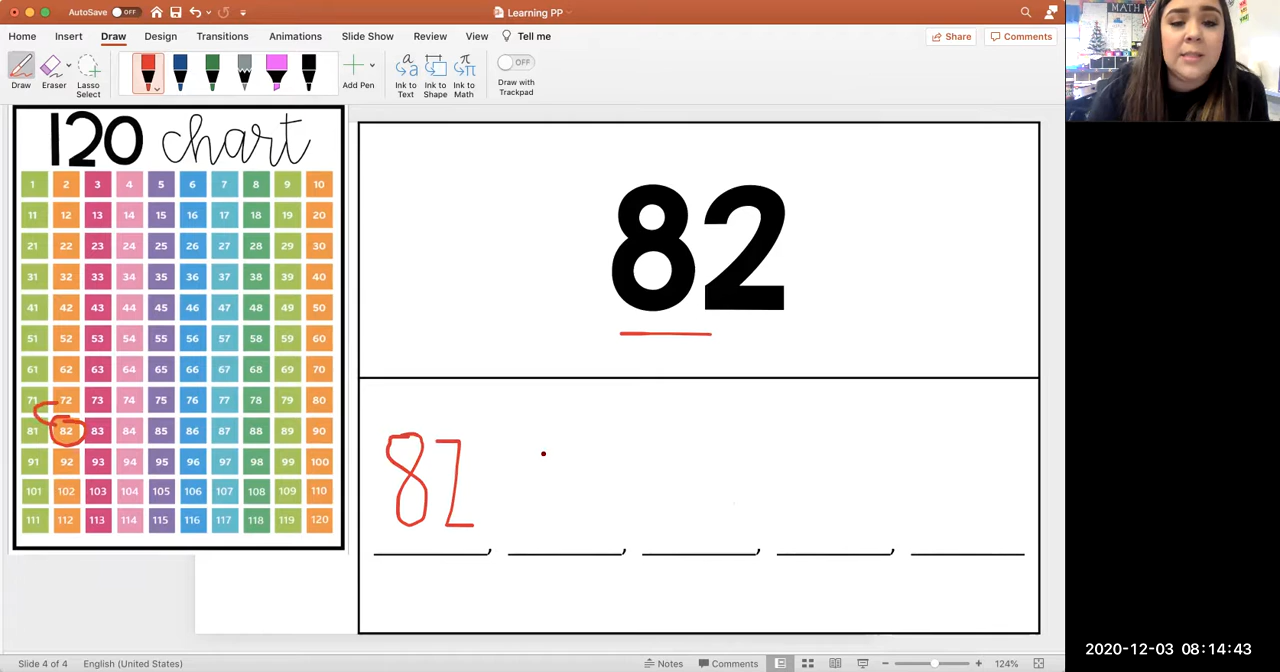 AutoSave OFF
Learning PP
Home Insert Draw Design Transitions Animations Slide Show Review View Tell me
Share Comments
Draw Eraser Lasso Select Add Pen Ink to Text Ink to Shape Ink to Math OFF Draw with Trackpad
MATH
120 chart
1 2 3 4 5 6 7 8 9 10
11 12 13 14 15 16 17 18 19 20
21 22 23 24 25 26 27 28 29 30
31 32 33 34 35 36 37 38 39 40
41 42 43 44 45 46 47 48 49 50
51 52 53 54 55 56 57 58 59 60
61 62 63 64 65 66 67 68 69 70
71 72 73 74 75 76 77 78 79 80
81 82 83 84 85 86 87 88 89 90
91 92 93 94 95 96 97 98 99 100
101 102 103 104 105 106 107 108 109 110
111 112 113 114 115 116 117 118 119 120
82
82
_____, _____, _____, _____, _____
Slide 4 of 4 English (United States) Notes Comments 124%
2020-12-03 08:14:43